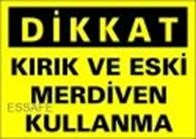 DİKKAT
KIRIK VE ESKİ
MERDİVEN
KULLANMA
ESSAFE